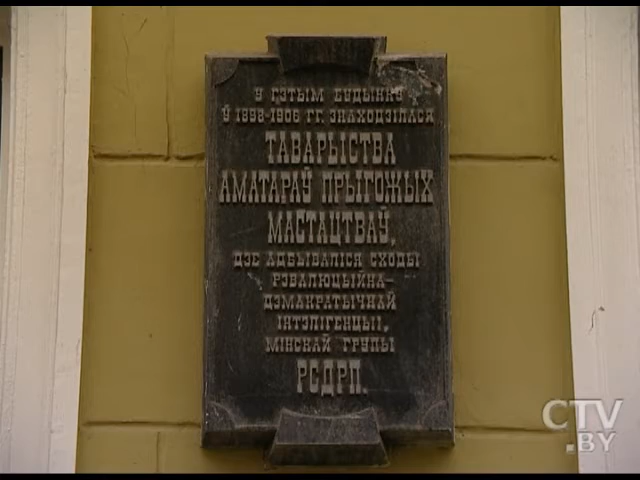 У ГЭТЫМ БУДЫНКУ
Ў 1898-1906 ГГ. ЗНАХОДЗІЛАСЯ
ТАВАРЫСТВА
АМАТАРАЎ ПРЫГОЖЫХ
МАСТАЦТВАЎ,
ДЗЕ АДБЫВАЛІСЯ СХОДЫ
РЭВАЛЮЦЫЙНА-
ДЭМАКРАТЫЧНАЙ
ІНТЭЛІГЕНЦЫІ,
МІНСКАЙ ГРУПЫ
РСДРП.
CTV
.BY